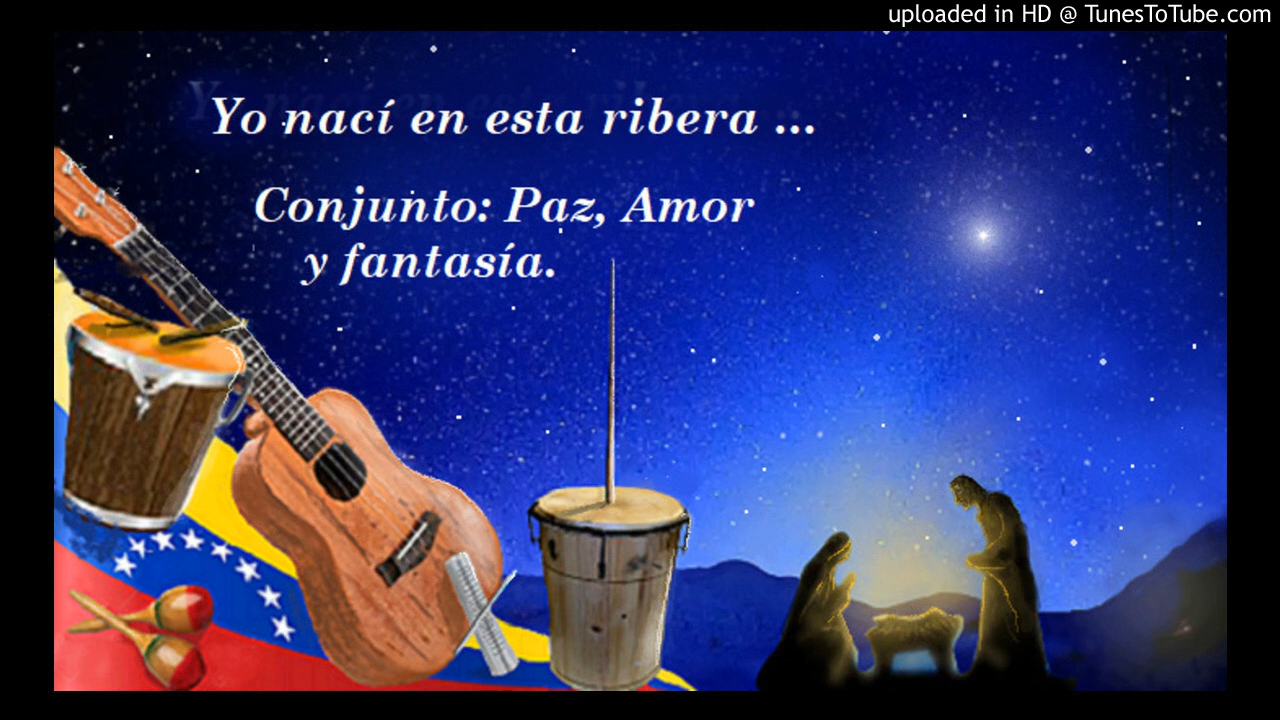 uploaded in HD @ TunesToTube.com
Yo nací en esta ribera ...
Conjunto: Paz, Amor
y fantasía.